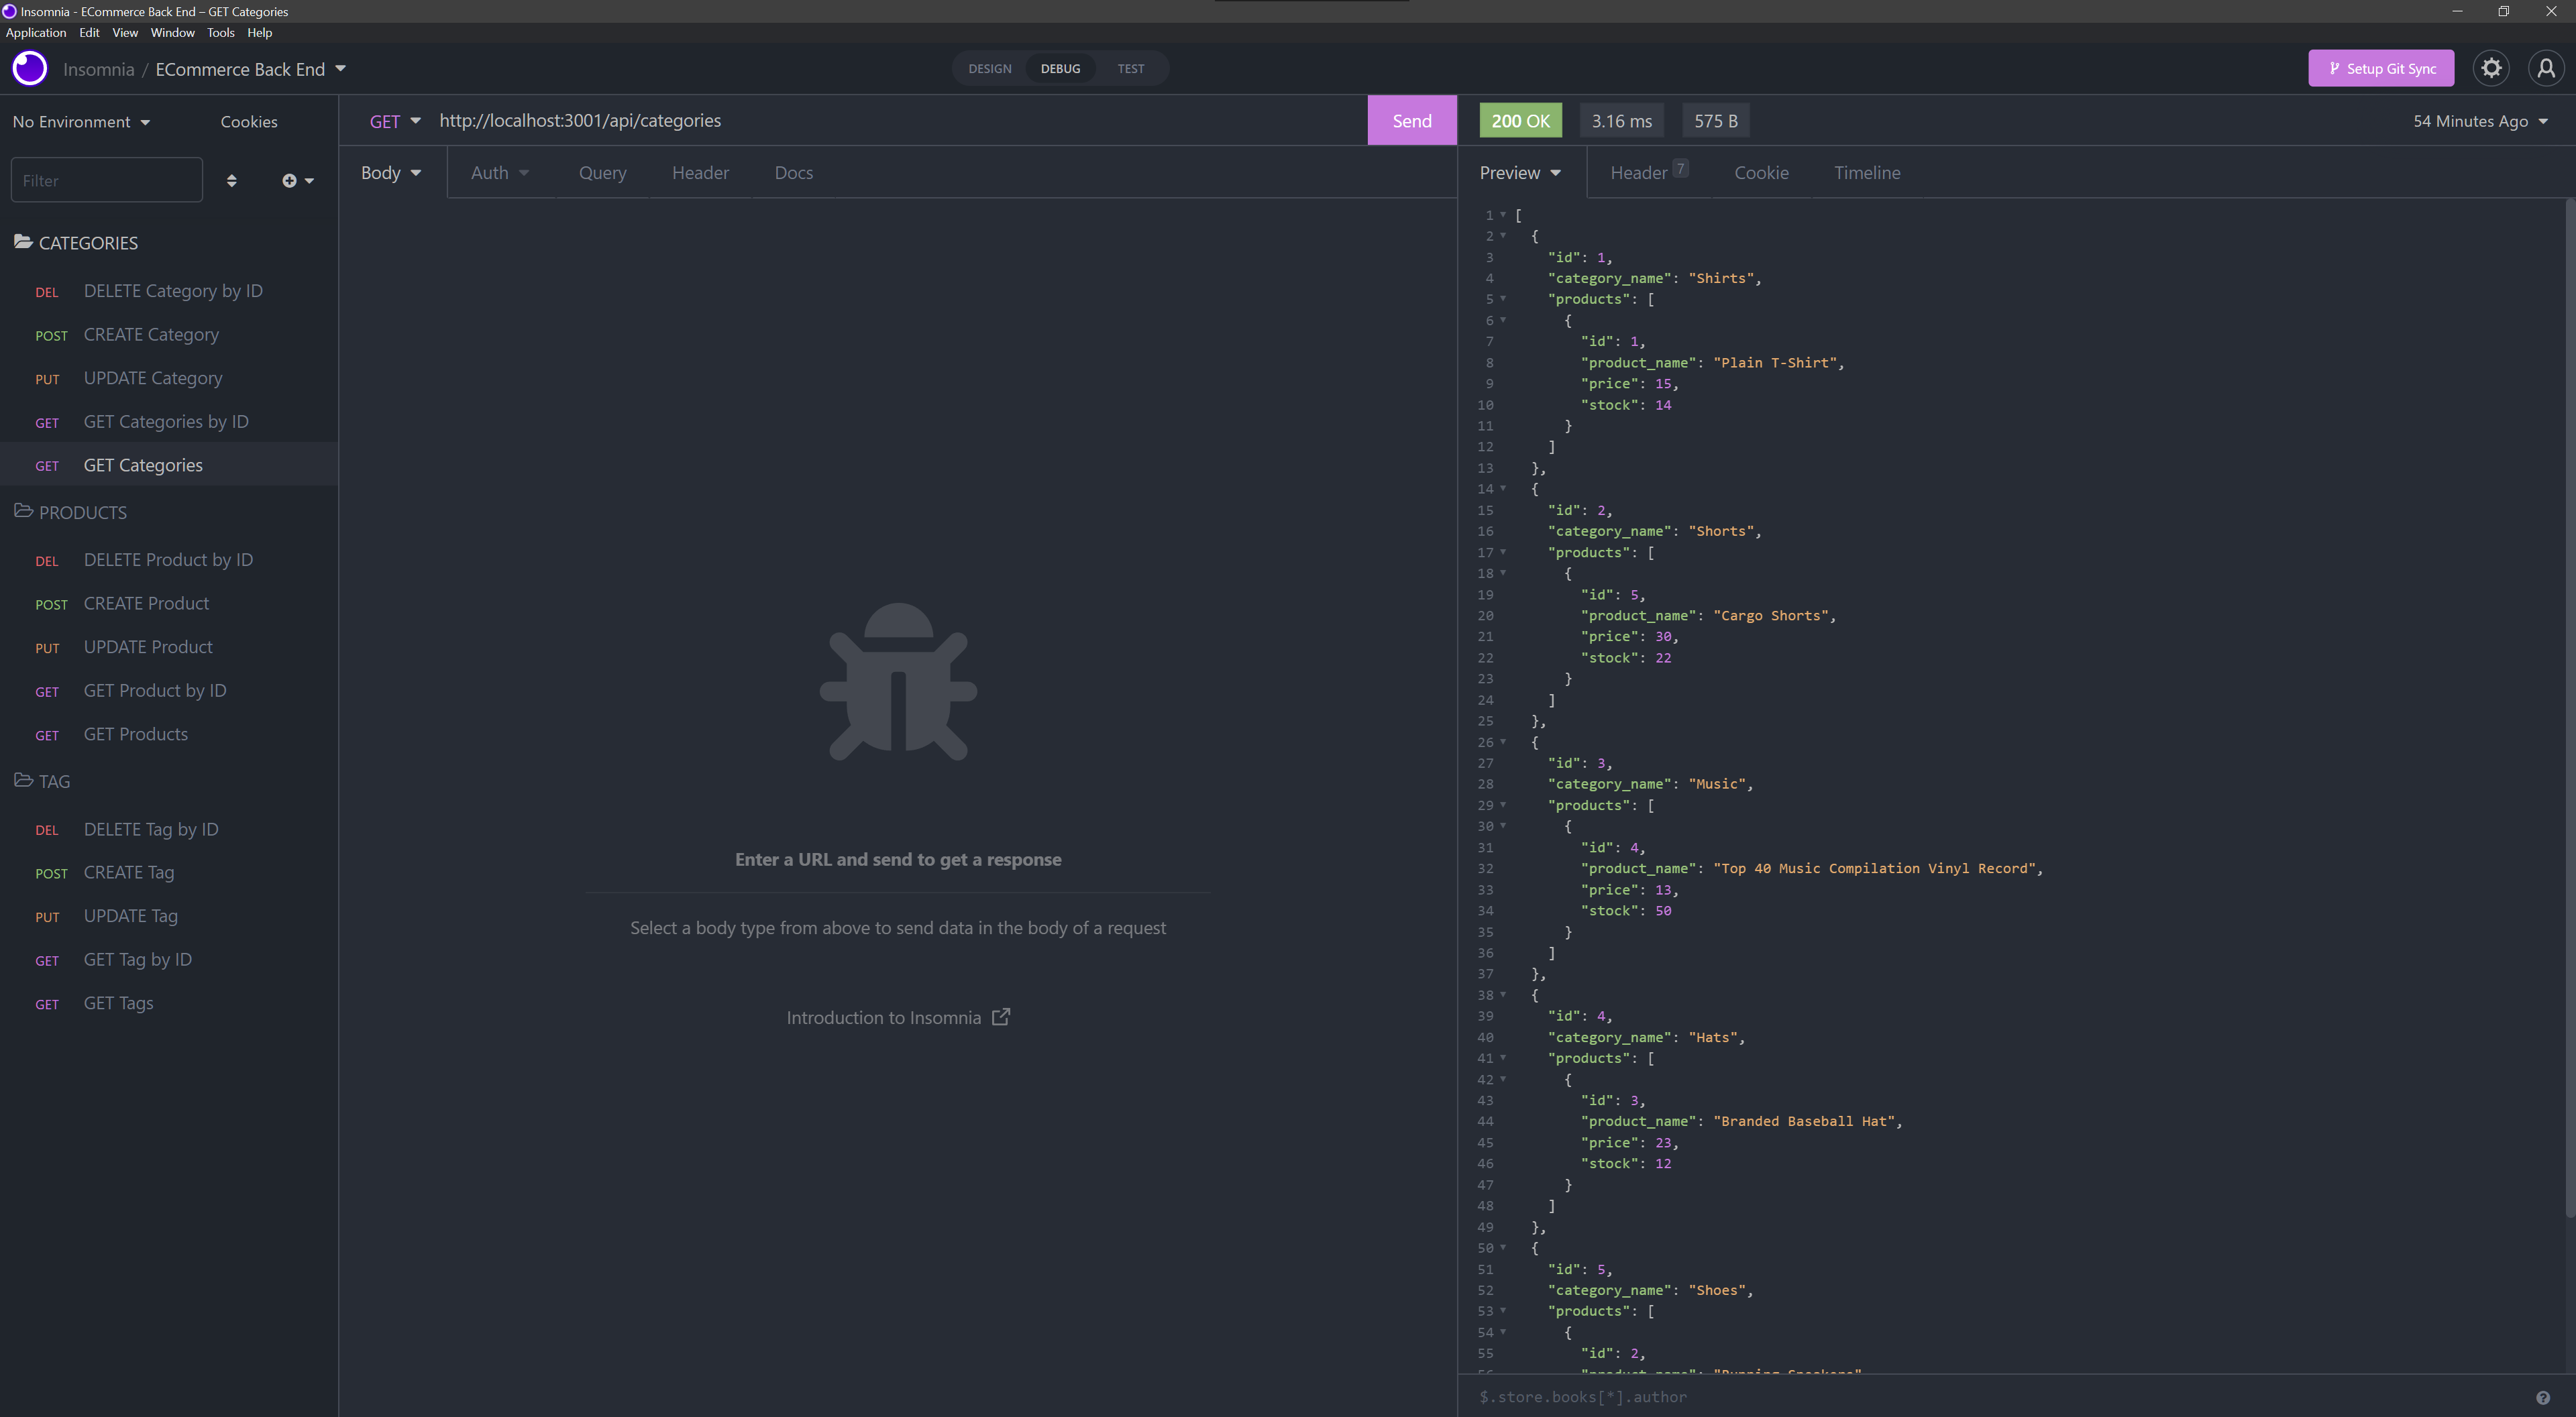 Insomnia - ECommerce Back End – GET Categories
Application Edit View Window Tools Help
Insomnia / ECommerce Back End
DESIGN DEBUG TEST
Setup Git Sync
No Environment
Cookies
Filter
CATEGORIES
DEL DELETE Category by ID
POST CREATE Category
PUT UPDATE Category
GET GET Categories by ID
GET GET Categories
PRODUCTS
DEL DELETE Product by ID
POST CREATE Product
PUT UPDATE Product
GET GET Product by ID
GET GET Products
TAG
DEL DELETE Tag by ID
POST CREATE Tag
PUT UPDATE Tag
GET GET Tag by ID
GET GET Tags
GET http://localhost:3001/api/categories
Send
Body Auth Query Header Docs
Enter a URL and send to get a response
Select a body type from above to send data in the body of a request
Introduction to Insomnia
200 OK 3.16 ms 575 B
54 Minutes Ago
Preview Header 7 Cookie Timeline
1 [
2 {
3 "id": 1,
4 "category_name": "Shirts",
5 "products": [
6 {
7 "id": 1,
8 "product_name": "Plain T-Shirt",
9 "price": 15,
10 "stock": 14
11 }
12 ]
13 },
14 {
15 "id": 2,
16 "category_name": "Shorts",
17 "products": [
18 {
19 "id": 5,
20 "product_name": "Cargo Shorts",
21 "price": 30,
22 "stock": 22
23 }
24 ]
25 },
26 {
27 "id": 3,
28 "category_name": "Music",
29 "products": [
30 {
31 "id": 4,
32 "product_name": "Top 40 Music Compilation Vinyl Record",
33 "price": 13,
34 "stock": 50
35 }
36 ]
37 },
38 {
39 "id": 4,
40 "category_name": "Hats",
41 "products": [
42 {
43 "id": 3,
44 "product_name": "Branded Baseball Hat",
45 "price": 23,
46 "stock": 12
47 }
48 ]
49 },
50 {
51 "id": 5,
52 "category_name": "Shoes",
53 "products": [
54 {
55 "id": 2,
$.store.books[*].author